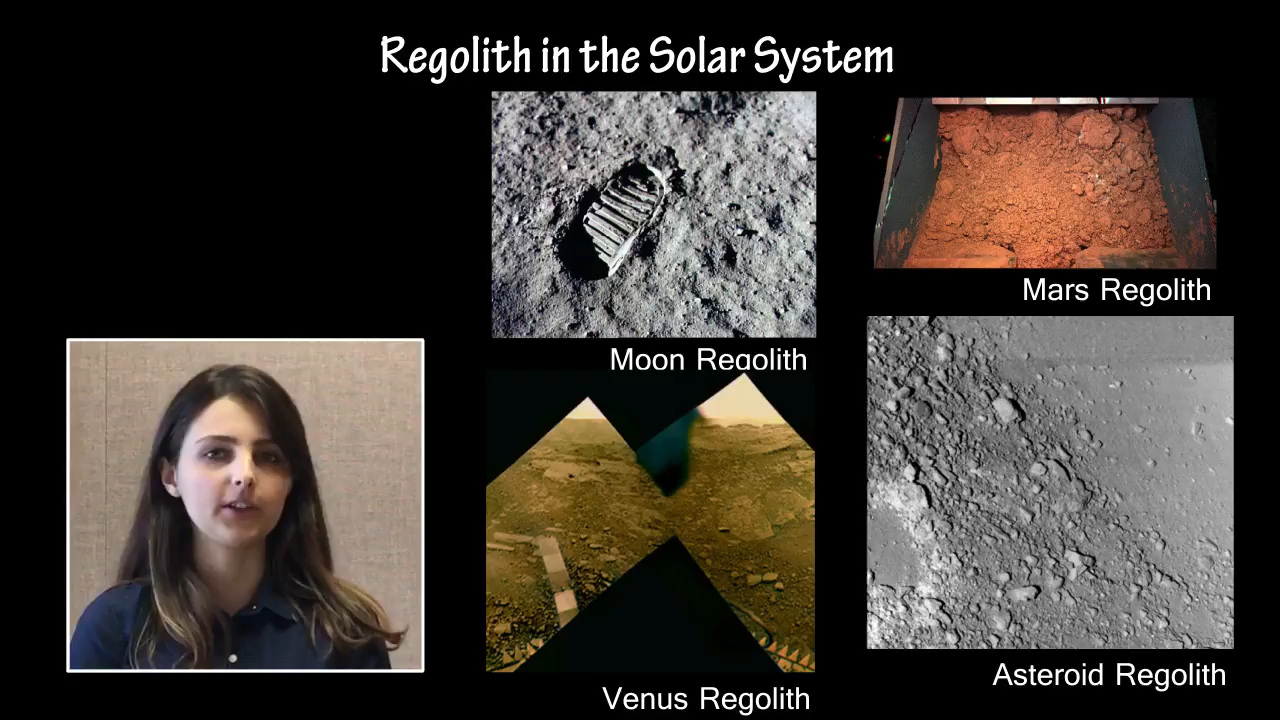 Regolith in the Solar System
Moon Regolith
Mars Regolith
Venus Regolith
Asteroid Regolith